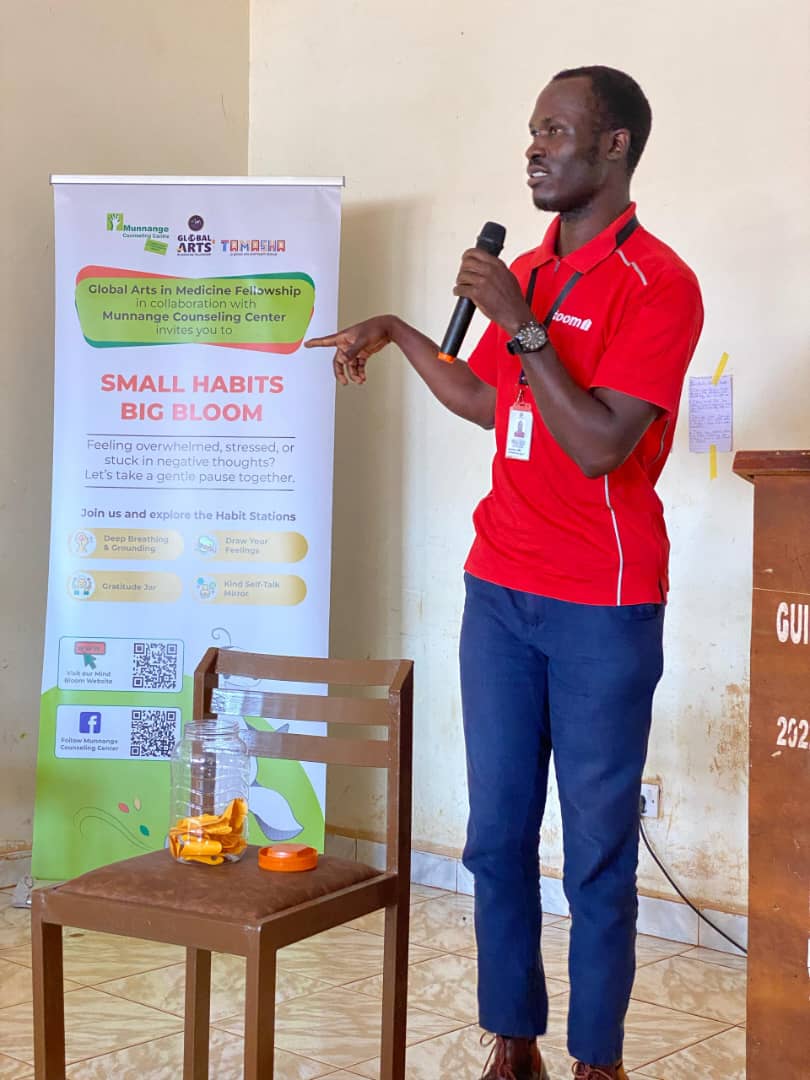 Munnange
Counseling Centre
GLOBAL
ARTS
TAMASHA
Global Arts in Medicine Fellowship
in collaboration with
Munnange Counseling Center
invites you to
SMALL HABITS
BIG BLOOM
Feeling overwhelmed, stressed, or
stuck in negative thoughts?
Let's take a gentle pause together.
Join us and explore the Habit Stations
Deep Breathing
& Grounding
Draw Your
Feelings
Gratitude Jar
Kind Self-Talk
Mirror
WWW
Visit our Mind
Bloom Website
Follow Munnange
Counseling Center
toom
GUI
202